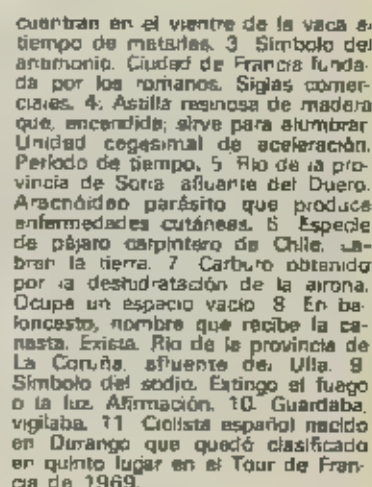 cuentran en el vientre de la vaca al
tiempo de matarlas. 3 Símbolo del
antimonio. Ciudad de Francia funda-
da por los romanos. Siglas comer-
ciales. 4. Astilla resinosa de madera
que, encendida, sirve para alumbrar
Unidad cegesimal de aceleración.
Período de tiempo. 5 Río de la pro-
vincia de Soria afluente del Duero.
Aracnóideo parásito que produce
enfermedades cutáneas. 6 Especie
de pájaro carpintero de Chile. La-
bran la tierra. 7 Carburo obtenido
por la deshidratación de la
Ocupe un espacio vacío 8 En ba-
loncesto, nombre que recibe la ca-
nasta. Exista. Río de la provincia de
La Coruña, afluente del Ulla. 9
Símbolo del sodio. Extingo el fuego
o la luz. Afirmación. 10. Guardaba,
vigilaba. 11 Ciclista español nacido
en Durango que quedó clasificado
en quinto lugar en el Tour de Fran-
cia de 1969.